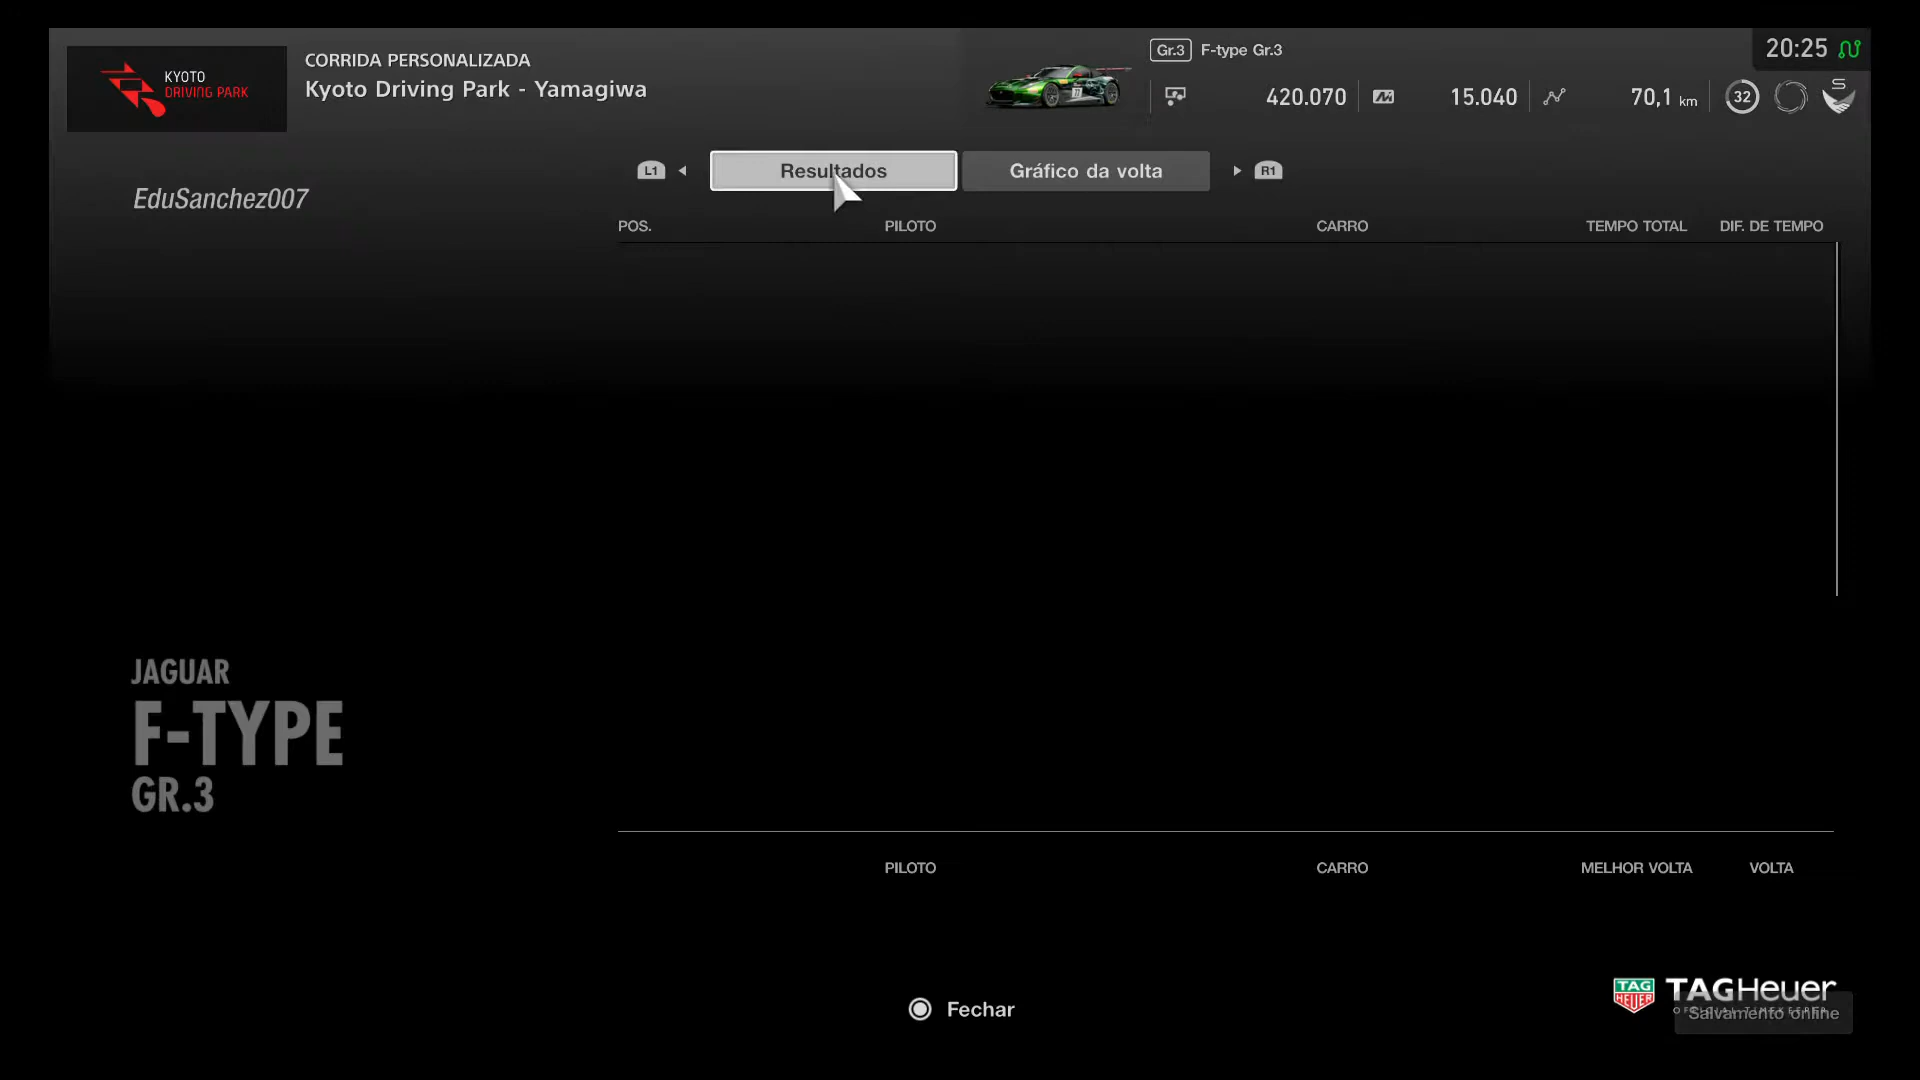 KYOTO
DRIVING PARK
CORRIDA PERSONALIZADA
Kyoto Driving Park - Yamagiwa
Gr.3 F-type Gr.3
420.070
15.040
70,1 km
32
S
20:25
L1 Resultados Gráfico da volta R1
EduSanchez007
POS. PILOTO CARRO TEMPO TOTAL DIF. DE TEMPO
JAGUAR
F-TYPE
GR.3
PILOTO CARRO MELHOR VOLTA VOLTA
Fechar
TAG
HEUER
TAGHeuer
Salvamento online